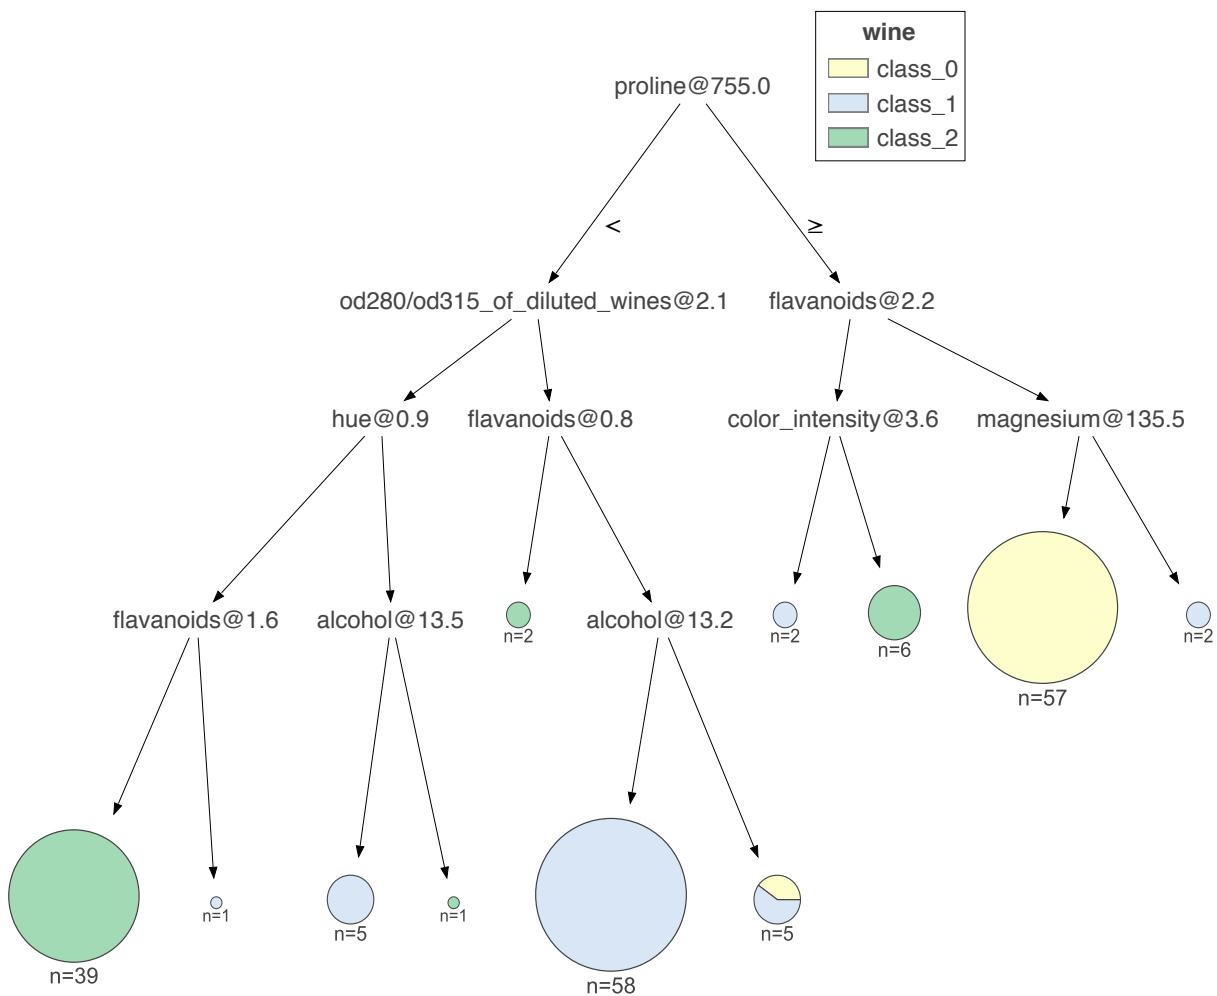 wine
class_0
class_1
class_2
proline@755.0
<
≥
od280/od315_of_diluted_wines@2.1
flavanoids@2.2
hue@0.9
flavanoids@0.8
color_intensity@3.6
magnesium@135.5
flavanoids@1.6
alcohol@13.5
n=2
alcohol@13.2
n=2
n=6
n=57
n=2
n=39
n=1
n=5
n=1
n=58
n=5